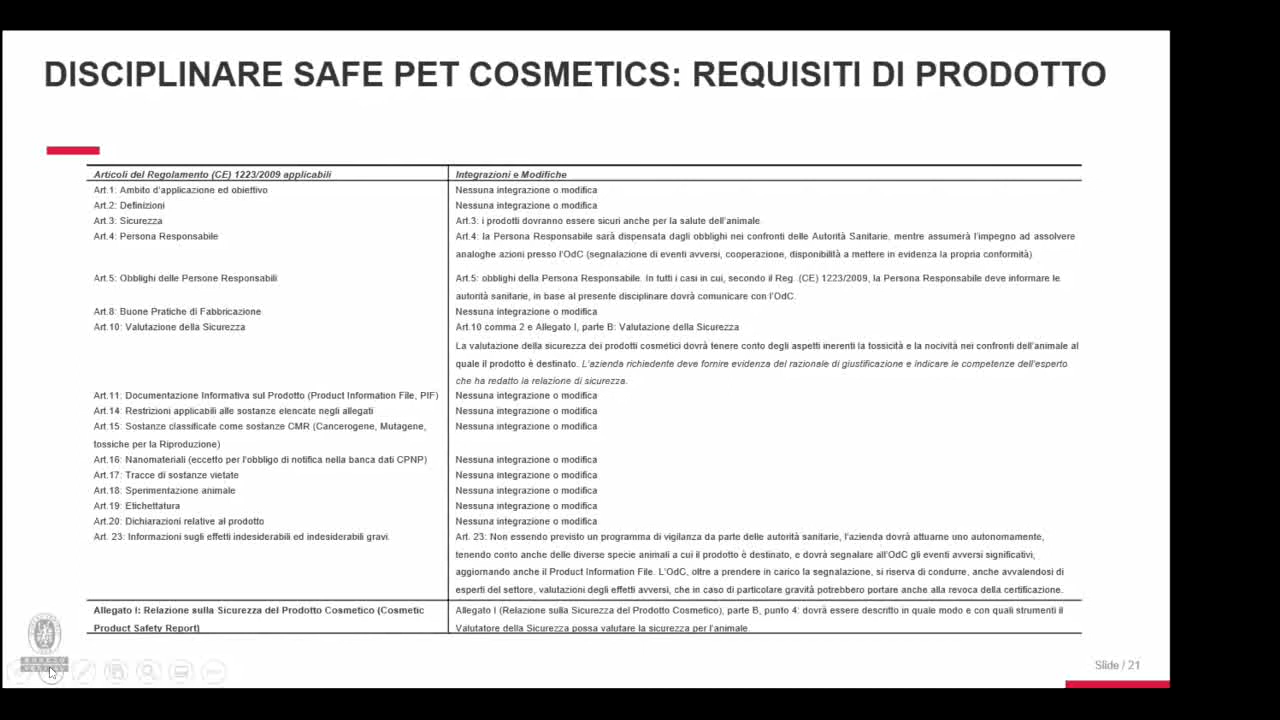 DISCIPLINARE SAFE PET COSMETICS: REQUISITI DI PRODOTTO
Articoli del Regolamento (CE) 1223/2009 applicabili
Integrazioni e Modifiche
Art.1: Ambito d'applicazione ed obiettivo
Nessuna integrazione o modifica
Art.2: Definizioni
Nessuna integrazione o modifica
Art.3: Sicurezza
Art.3: i prodotti dovranno essere sicuri anche per la salute dell'animale.
Art.4: Persona Responsabile
Art.4: la Persona Responsabile sarà dispensata dagli obblighi nei confronti delle Autorità Sanitarie, mentre assumerà l'impegno ad assolvere
analoghe azioni presso l'OdC (segnalazione di eventi avversi, cooperazione, disponibilità a mettere in evidenza la propria conformità)
Art.5: Obblighi delle Persone Responsabili
Art.5: obblighi della Persona Responsabile. In tutti i casi in cui, secondo il Reg. (CE) 1223/2009, la Persona Responsabile deve informare le
autorità sanitarie, in base al presente disciplinare dovrà comunicare con l'OdC.
Art.8: Buone Pratiche di Fabbricazione
Nessuna integrazione o modifica
Art.10: Valutazione della Sicurezza
Art.10 comma 2 e Allegato I, parte B: Valutazione della Sicurezza
La valutazione della sicurezza dei prodotti cosmetici dovrà tenere conto degli aspetti inerenti la tossicità e la nocività nei confronti dell'animale al
quale il prodotto è destinato. L'azienda richiedente deve fornire evidenza del razionale di giustificazione e indicare le competenze dell'esperto
che ha redatto la relazione di sicurezza.
Art.11: Documentazione Informativa sul Prodotto (Product Information File, PIF)
Nessuna integrazione o modifica
Art.14: Restrizioni applicabili alle sostanze elencate negli allegati
Nessuna integrazione o modifica
Art.15: Sostanze classificate come sostanze CMR (Cancerogene, Mutagene,
tossiche per la Riproduzione)
Nessuna integrazione o modifica
Art.16: Nanomateriali (eccetto per l'obbligo di notifica nella banca dati CPNP)
Nessuna integrazione o modifica
Art.17: Tracce di sostanze vietate
Nessuna integrazione o modifica
Art.18: Sperimentazione animale
Nessuna integrazione o modifica
Art.19: Etichettatura
Nessuna integrazione o modifica
Art.20: Dichiarazioni relative al prodotto
Nessuna integrazione o modifica
Art. 23: Informazioni sugli effetti indesiderabili ed indesiderabili gravi.
Art. 23: Non essendo previsto un programma di vigilanza da parte delle autorità sanitarie, l'azienda dovrà attuarne uno autonomamente,
tenendo conto anche delle diverse specie animali a cui il prodotto è destinato, e dovrà segnalare all'OdC gli eventi avversi significativi,
aggiornando anche il Product Information File. L'OdC, oltre a prendere in carico la segnalazione, si riserva di condurre, anche avvalendosi di
esperti del settore, valutazioni degli effetti avversi, che in caso di particolare gravità potrebbero portare anche alla revoca della certificazione.
Allegato I: Relazione sulla Sicurezza del Prodotto Cosmetico (Cosmetic
Product Safety Report)
Allegato I (Relazione sulla Sicurezza del Prodotto Cosmetico), parte B, punto 4: dovrà essere descritto in quale modo e con quali strumenti il
Valutatore della Sicurezza possa valutare la sicurezza per l'animale.
Slide / 21